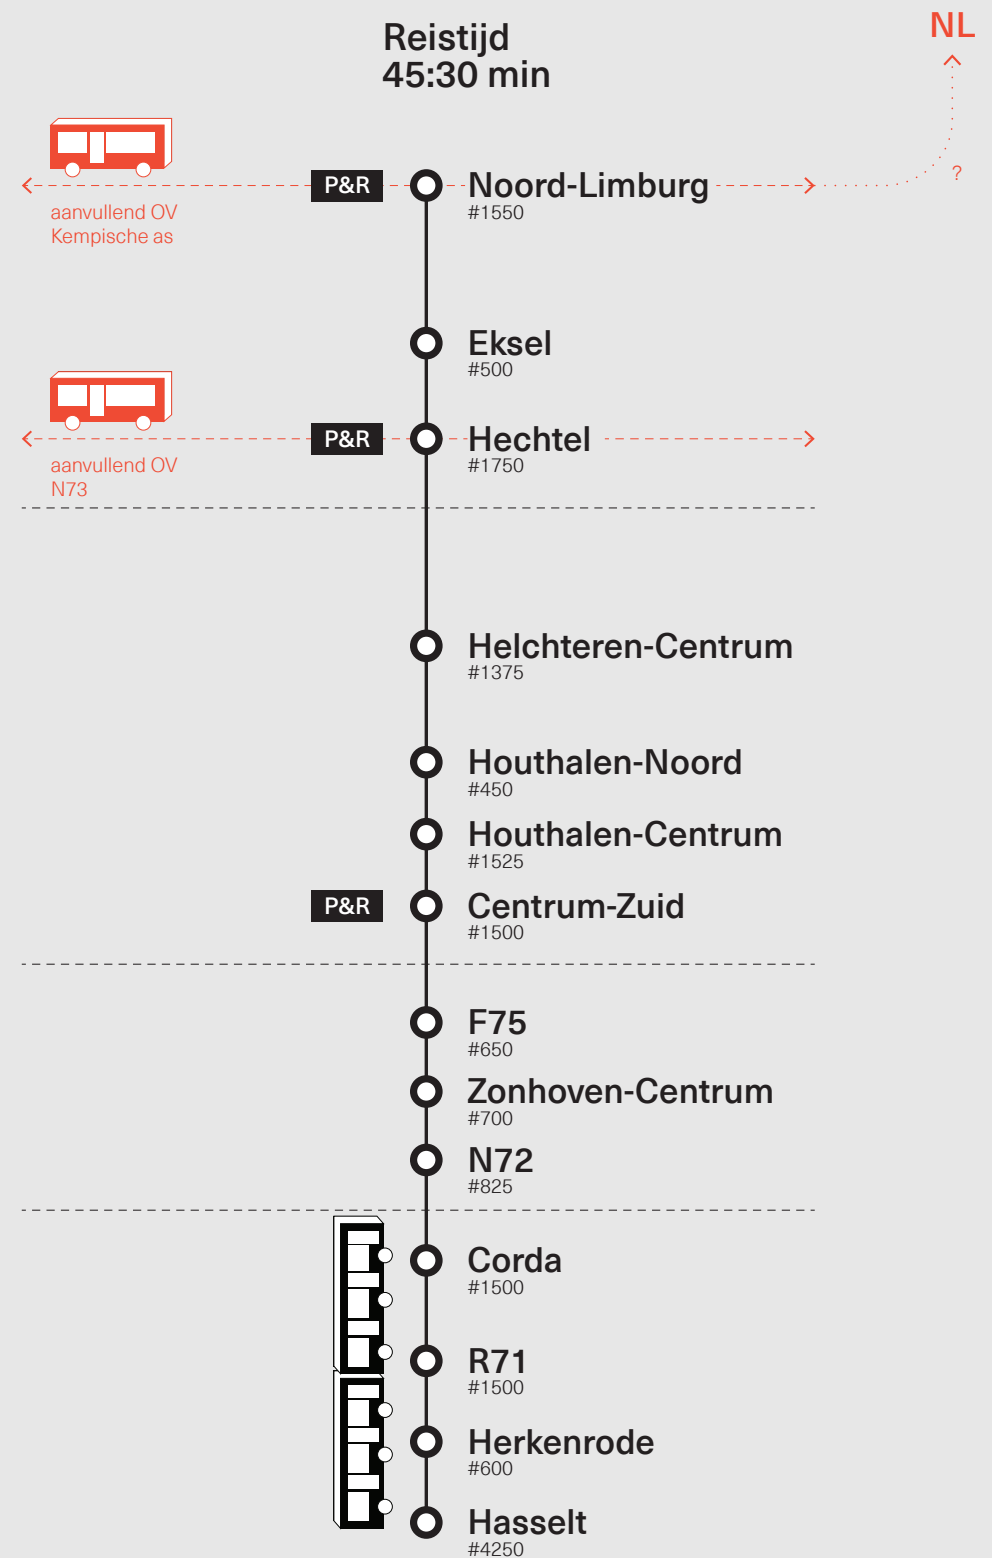 Reistijd
45:30 min
NL
?
P&R
Noord-Limburg
#1550
aanvullend OV
Kempische as
Eksel
#500
P&R
Hechtel
#1750
aanvullend OV
N73
Helchteren-Centrum
#1375
Houthalen-Noord
#450
Houthalen-Centrum
#1525
P&R
Centrum-Zuid
#1500
F75
#650
Zonhoven-Centrum
#700
N72
#825
Corda
#1500
R71
#1500
Herkenrode
#600
Hasselt
#4250